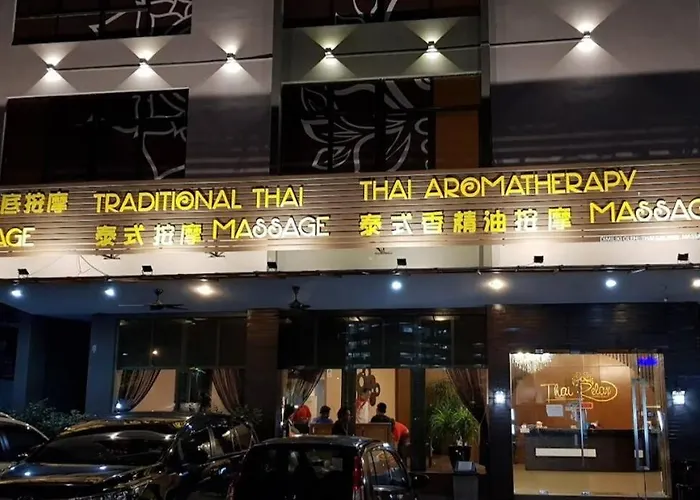 底按摩
AGE
TRADITIONAL THAI
泰式按摩 MASSAGE
THAI AROMATHERAPY
泰式香精油按摩 MASSAG
Thai Relax